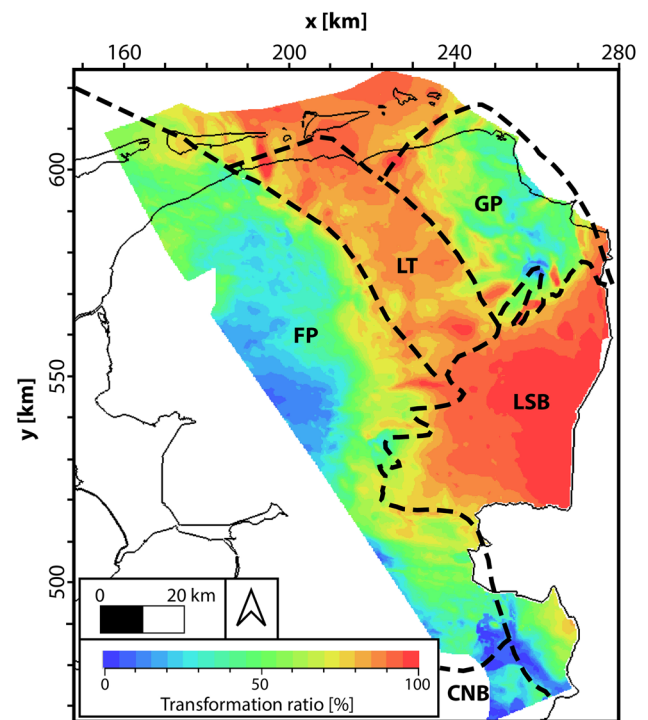 x [km]
160 200 240 280
600
GP
LT
FP
550
LSB
y [km]
500
0 20 km
CNB
0 50 100
Transformation ratio [%]